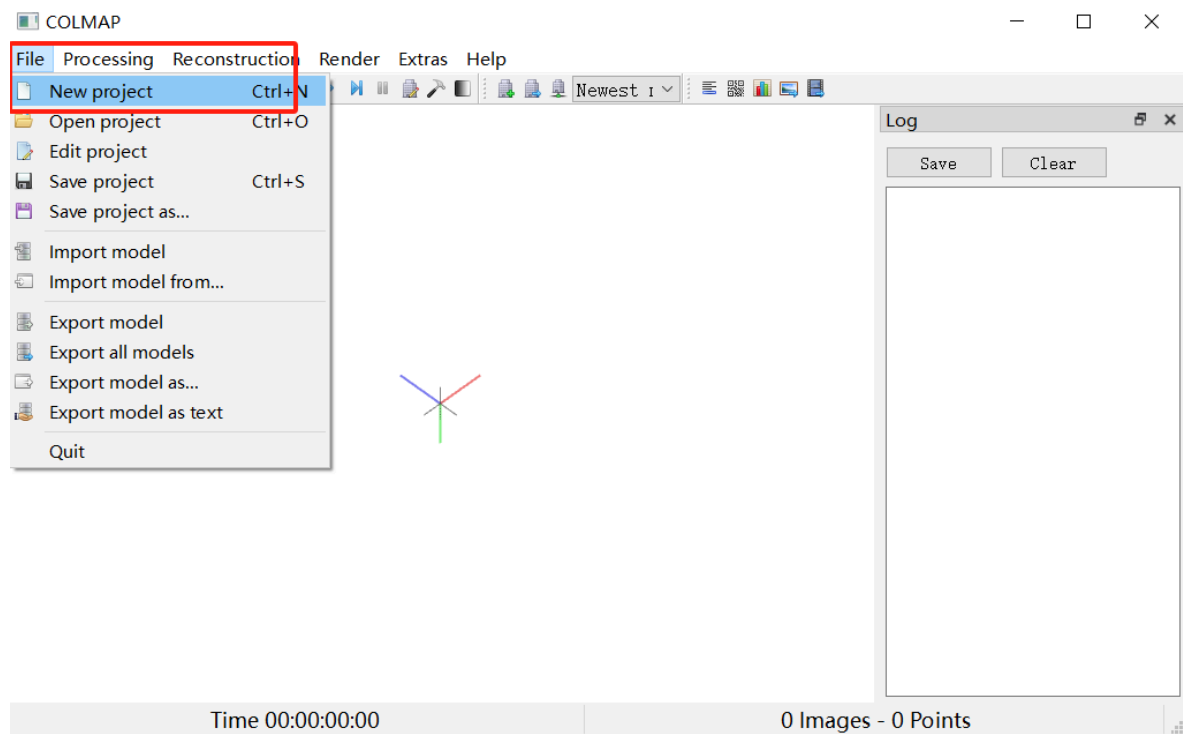 COLMAP
File Processing Reconstruction Render Extras Help
New project Ctrl+N
Newest
Open project Ctrl+O
Edit project
Save project Ctrl+S
Save project as...
Import model
Import model from...
Export model
Export all models
Export model as...
Export model as text
Quit
Log
Save Clear
Time 00:00:00:00
0 Images - 0 Points